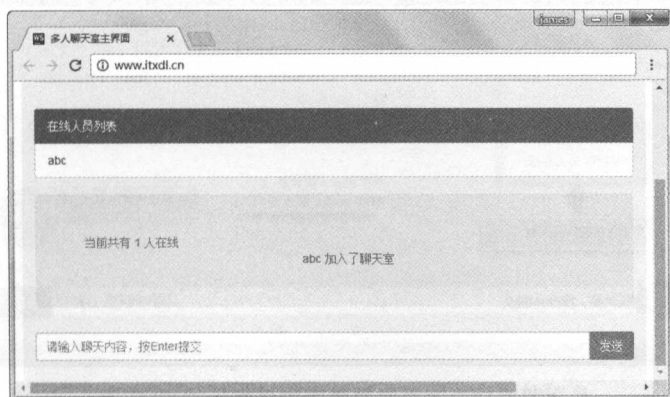 james
多人聊天室主界面
www.itxdl.cn
在线人员列表
abc
当前共有 1 人在线
abc 加入了聊天室
请输入聊天内容，按Enter提交
发送